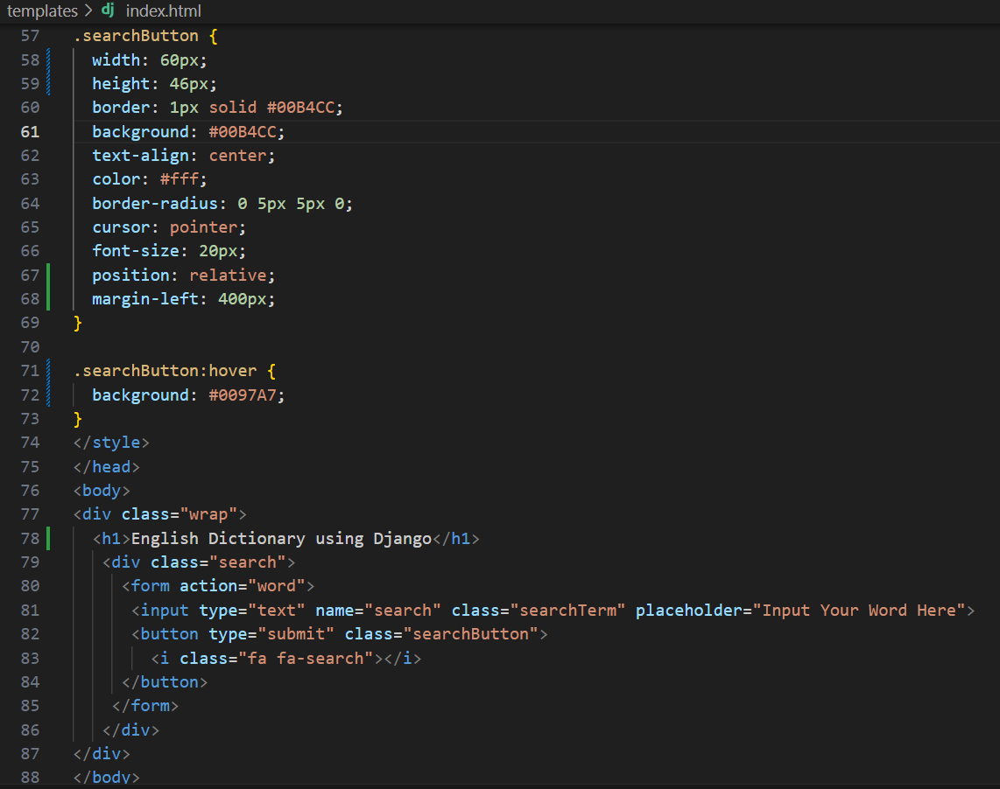 templates > dj index.html
57 .searchButton {
58 width: 60px;
59 height: 46px;
60 border: 1px solid #00B4CC;
61 background: #00B4CC;
62 text-align: center;
63 color: #fff;
64 border-radius: 0 5px 5px 0;
65 cursor: pointer;
66 font-size: 20px;
67 position: relative;
68 margin-left: 400px;
69 }
70
71 .searchButton:hover {
72 background: #0097A7;
73 }
74 </style>
75 </head>
76 <body>
77 <div class="wrap">
78 <h1>English Dictionary using Django</h1>
79 <div class="search">
80 <form action="word">
81 <input type="text" name="search" class="searchTerm" placeholder="Input Your Word Here">
82 <button type="submit" class="searchButton">
83 <i class="fa fa-search"></i>
84 </button>
85 </form>
86 </div>
87 </div>
88 </body>